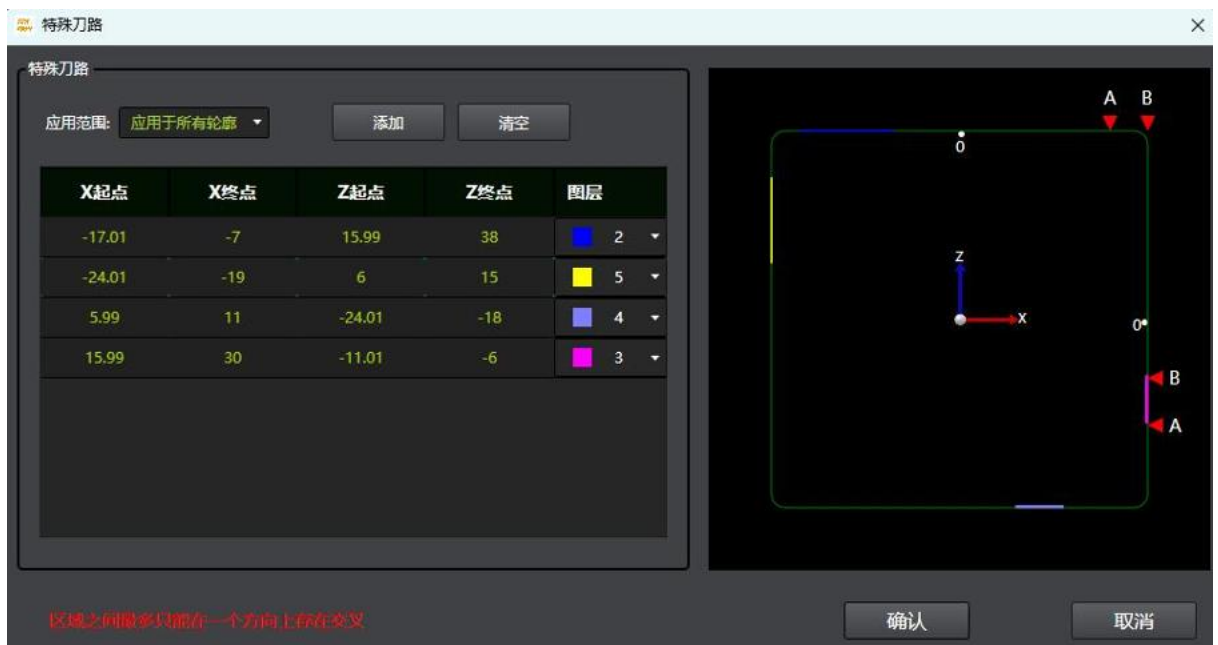 特殊刀路
特殊刀路
应用范围: 应用于所有轮廓 添加 清空
X起点 X终点 Z起点 Z终点 图层
-17.01 -7 15.99 38 2
-24.01 -19 6 15 5
5.99 11 -24.01 -18 4
15.99 30 -11.01 -6 3
A B
0
Z
X
0
B
A
区域之间最多只能在一个方向上存在交叉
确认 取消